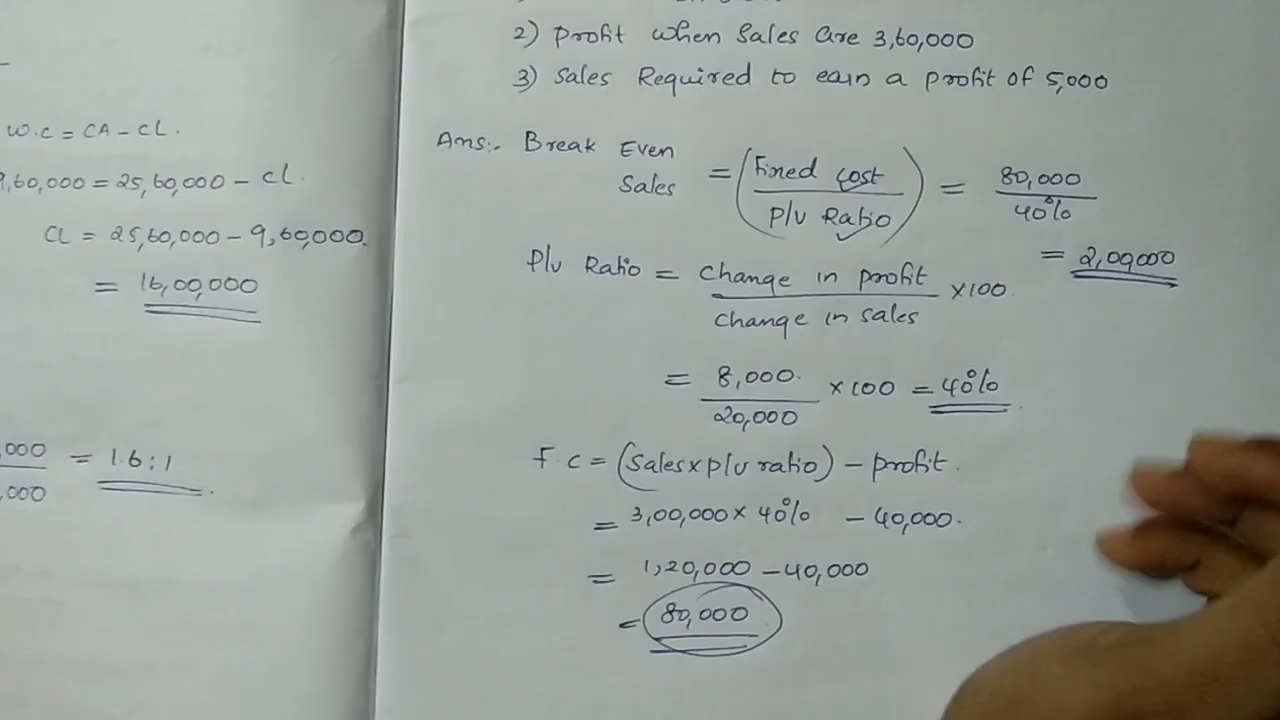 W.C = CA - CL.
,60,000 = 25,60,000 - CL.
CL = 25,60,000 - 9,60,000.
= 16,00,000
,000 = 1.6 : 1
,000
2) Profit when Sales are 3,60,000
3) Sales Required to earn a profit of 5,000
Ans:- Break Even Sales = (Fixed cost / P/V Ratio) = 80,000 / 40%
= 2,00,000
P/V Ratio = Change in profit / Change in sales × 100
= 8,000. / 20,000 × 100 = 40%
F.C = (Sales × p/v ratio) - profit.
= 3,00,000 × 40% - 40,000.
= 1,20,000 - 40,000
= 80,000